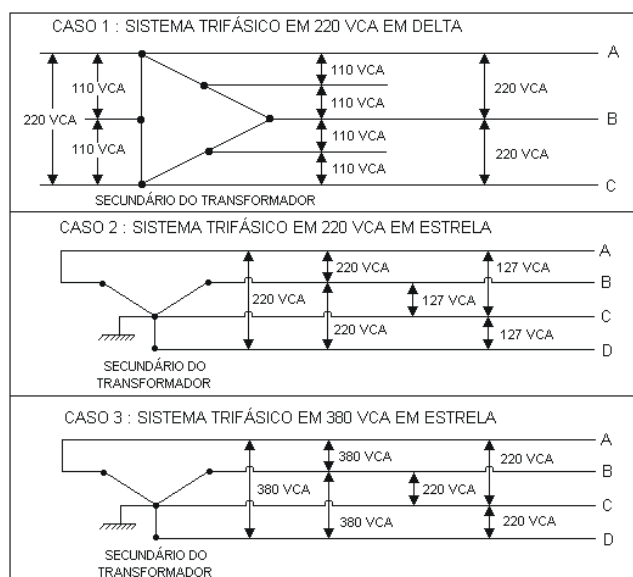 CASO 1 : SISTEMA TRIFÁSICO EM 220 VCA EM DELTA
A
110 VCA
110 VCA
110 VCA
220 VCA
220 VCA
B
110 VCA
110 VCA
220 VCA
110 VCA
C
SECUNDÁRIO DO TRANSFORMADOR
CASO 2 : SISTEMA TRIFÁSICO EM 220 VCA EM ESTRELA
A
220 VCA
127 VCA
B
220 VCA
127 VCA
C
220 VCA
127 VCA
D
SECUNDÁRIO DO
TRANSFORMADOR
CASO 3 : SISTEMA TRIFÁSICO EM 380 VCA EM ESTRELA
A
380 VCA
220 VCA
B
380 VCA
220 VCA
C
380 VCA
220 VCA
D
SECUNDÁRIO DO
TRANSFORMADOR